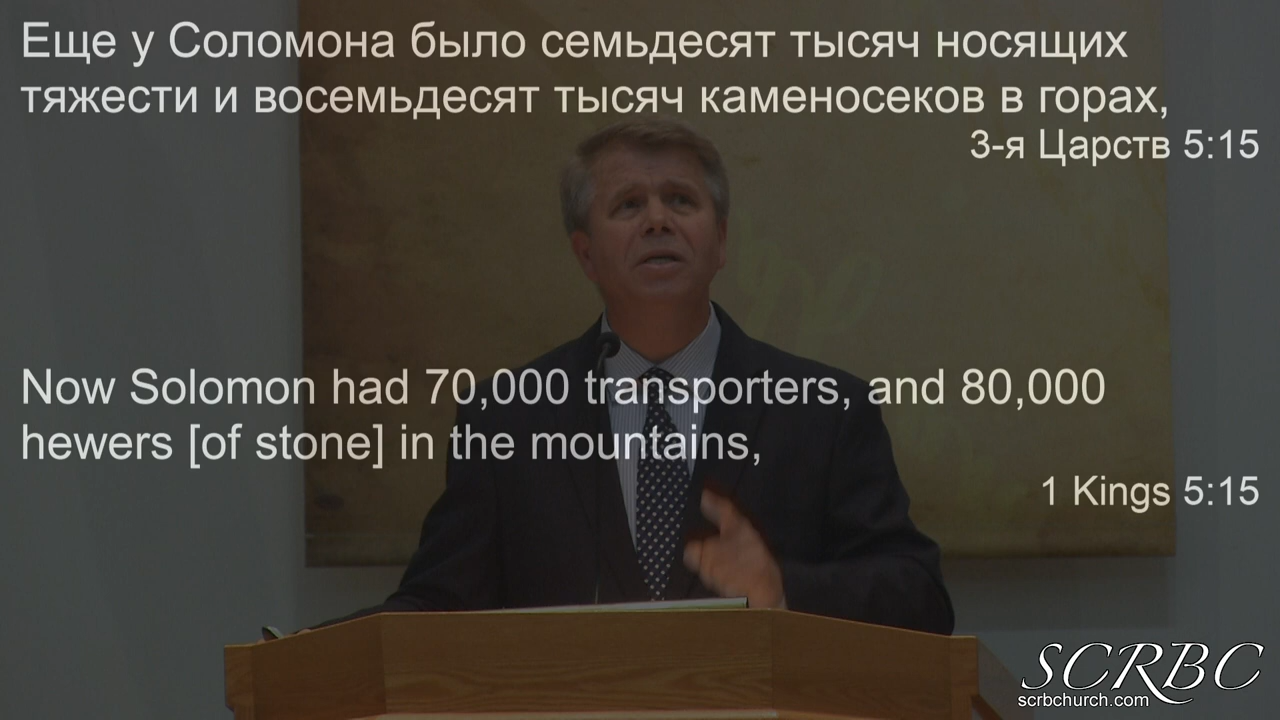 Еще у Соломона было семьдесят тысяч носящих
тяжести и восемьдесят тысяч каменосеков в горах,
3-я Царств 5:15
Now Solomon had 70,000 transporters, and 80,000
hewers [of stone] in the mountains,
1 Kings 5:15
SCRBC
scrbchurch.com